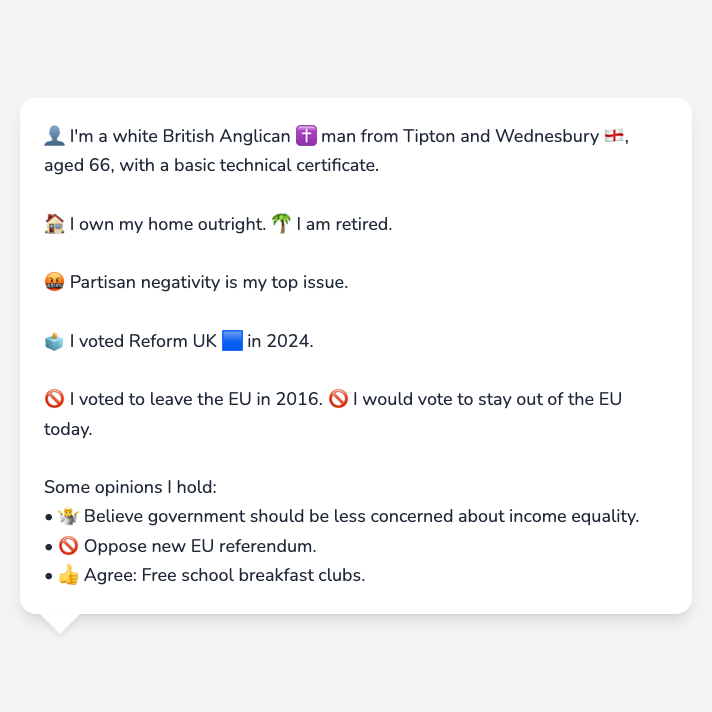 👤 I'm a white British Anglican ✝️ man from Tipton and Wednesbury 🏴󠁧󠁢󠁥󠁮󠁧󠁿,
aged 66, with a basic technical certificate.
🏠 I own my home outright. 🌴 I am retired.
🤬 Partisan negativity is my top issue.
🗳️ I voted Reform UK 🟦 in 2024.
🚫 I voted to leave the EU in 2016. 🚫 I would vote to stay out of the EU
today.
Some opinions I hold:
• 🤷 Believe government should be less concerned about income equality.
• 🚫 Oppose new EU referendum.
• 👍 Agree: Free school breakfast clubs.